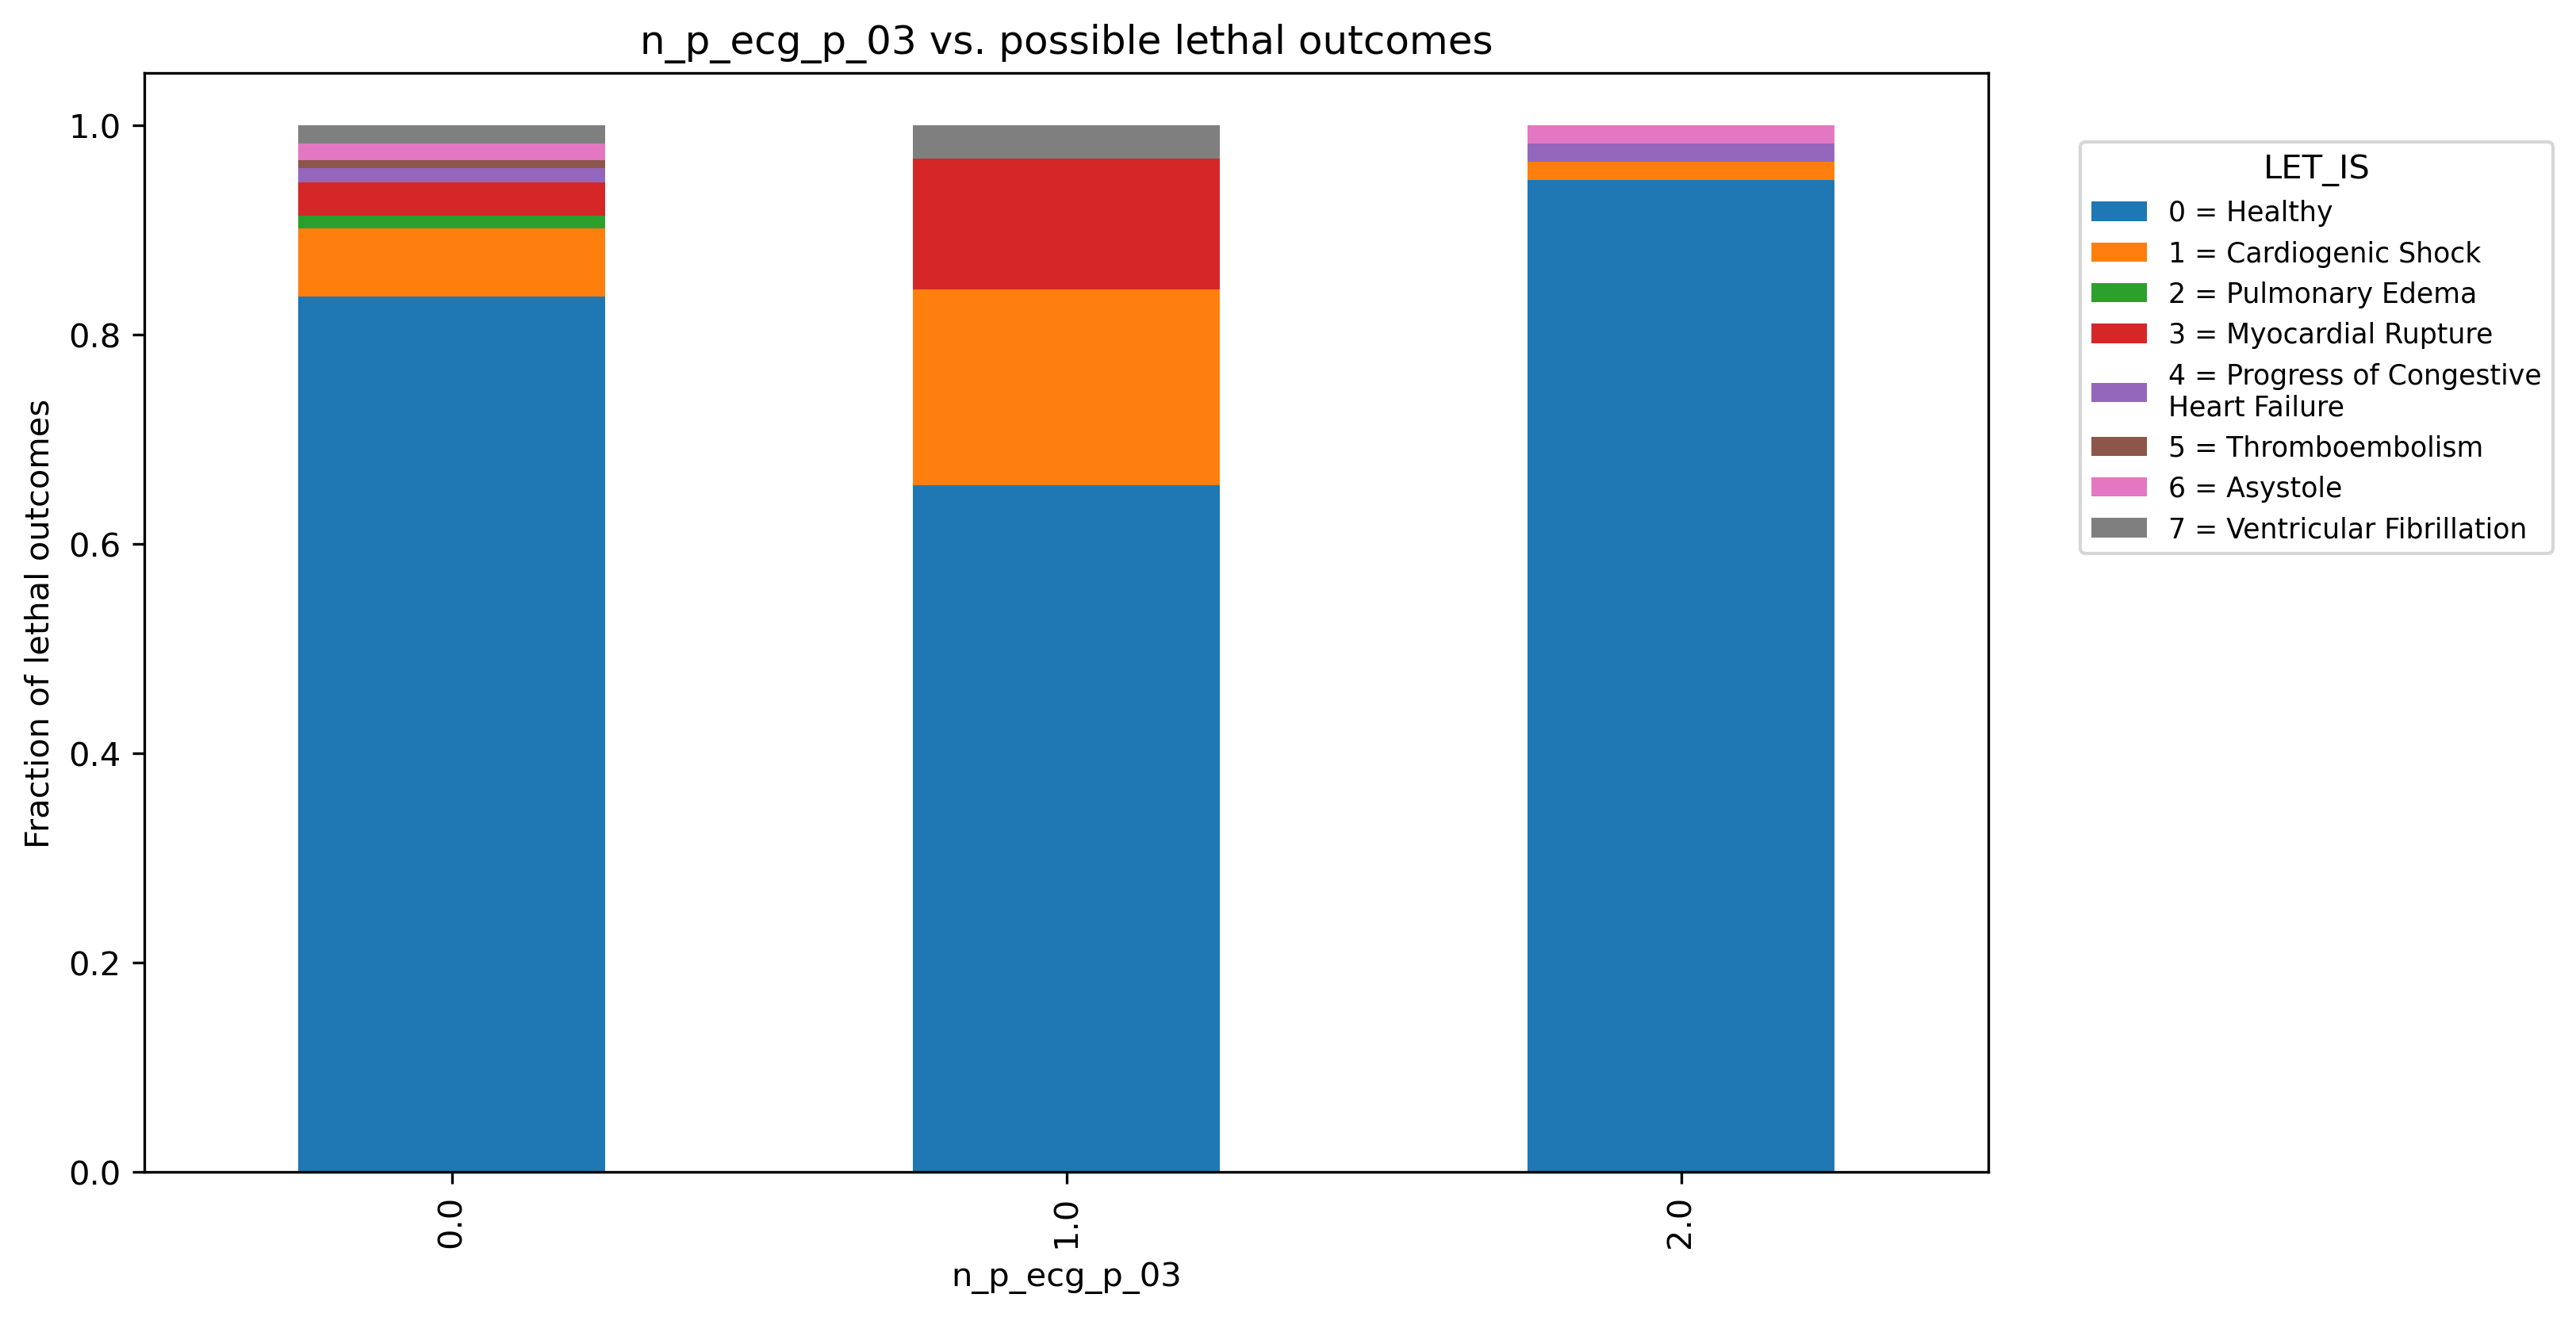 n_p_ecg_p_03 vs. possible lethal outcomes
Fraction of lethal outcomes
1.0
0.8
0.6
0.4
0.2
0.0
0.0
1.0
2.0
n_p_ecg_p_03
LET_IS
0 = Healthy
1 = Cardiogenic Shock
2 = Pulmonary Edema
3 = Myocardial Rupture
4 = Progress of Congestive
Heart Failure
5 = Thromboembolism
6 = Asystole
7 = Ventricular Fibrillation